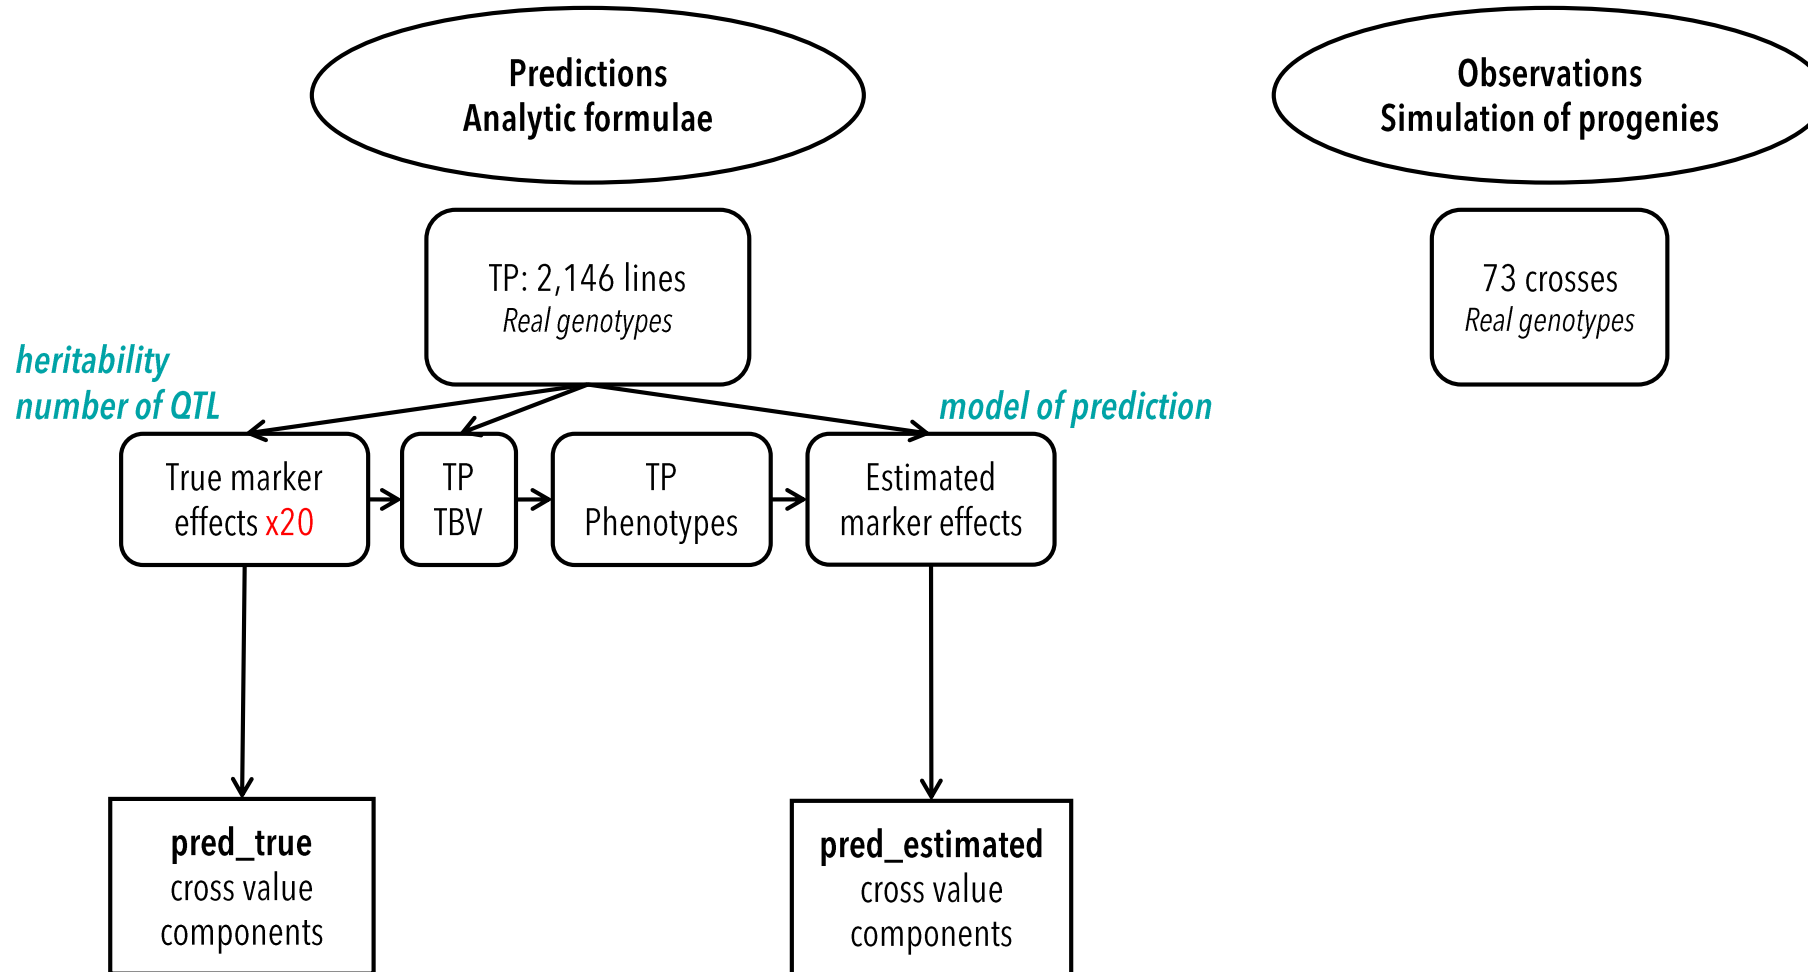 Predictions
Analytic formulae
Observations
Simulation of progenies
TP: 2,146 lines
Real genotypes
73 crosses
Real genotypes
heritability
number of QTL
model of prediction
True marker
effects x20
TP
TBV
TP
Phenotypes
Estimated
marker effects
pred_true
cross value
components
pred_estimated
cross value
components